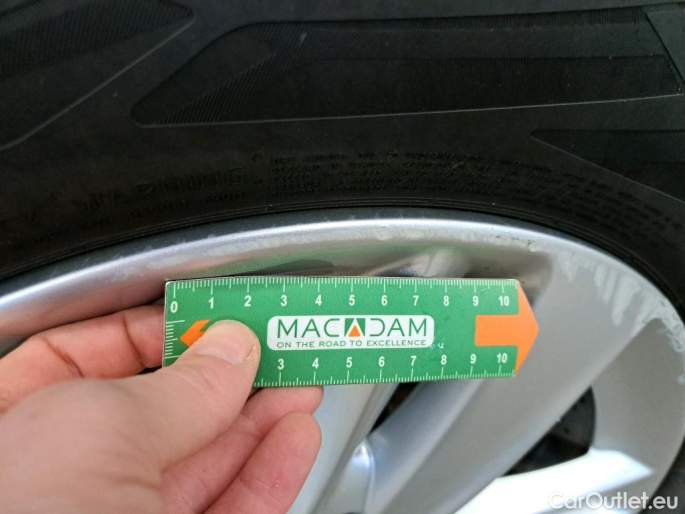 0 1 2 3 4 5 6 7 8 9 10
MACADAM
ON THE ROAD TO EXCELLENCE
3 4 5 6 7 8 9 10
CarOutlet.eu